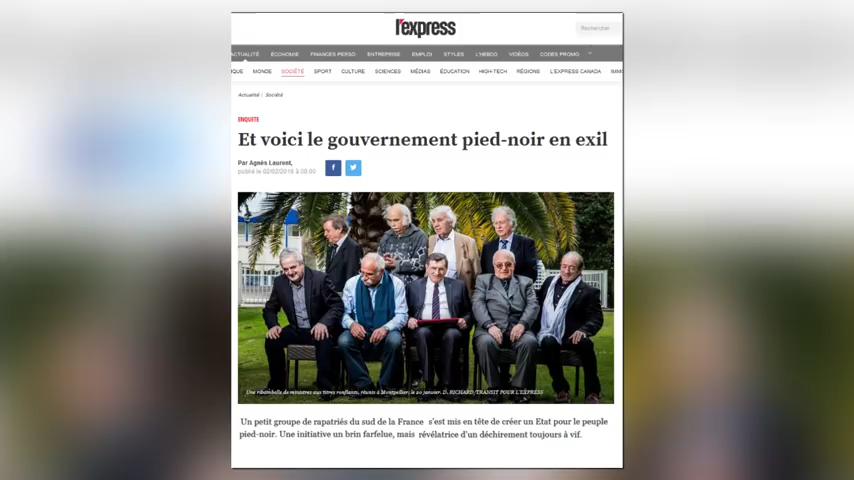 l'express
Rechercher
ACTUALITÉ ÉCONOMIE FINANCES PERSO ENTREPRISE EMPLOI STYLES L'HEBDO VIDÉOS CODES PROMO
IQUE MONDE SOCIÉTÉ SPORT CULTURE SCIENCES MÉDIAS ÉDUCATION HIGH-TECH RÉGIONS L'EXPRESS CANADA IMMO
Actualité / Société
ENQUETE
Et voici le gouvernement pied-noir en exil
Par Agnès Laurent,
publié le 02/02/2016 à 09:00
Une ribambelle de ministres aux titres ronflants, réunis à Montpellier, le 20 janvier. D. RICHARD/TRANSIT POUR L'EXPRESS
Un petit groupe de rapatriés du sud de la France s'est mis en tête de créer un Etat pour le peuple
pied-noir. Une initiative un brin farfelue, mais révélatrice d'un déchirement toujours à vif.